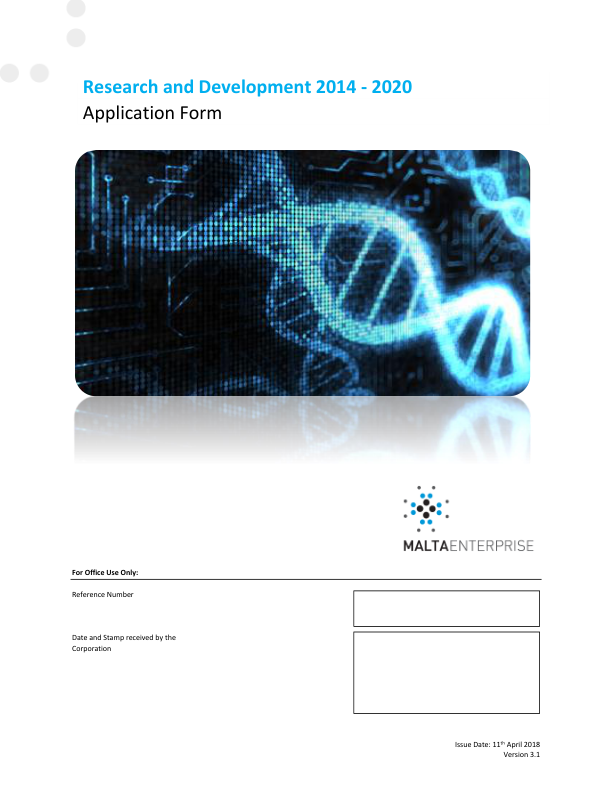 Research and Development 2014 - 2020
Application Form
MALTAENTERPRISE
For Office Use Only:
Reference Number
Date and Stamp received by the
Corporation
Issue Date: 11th April 2018
Version 3.1